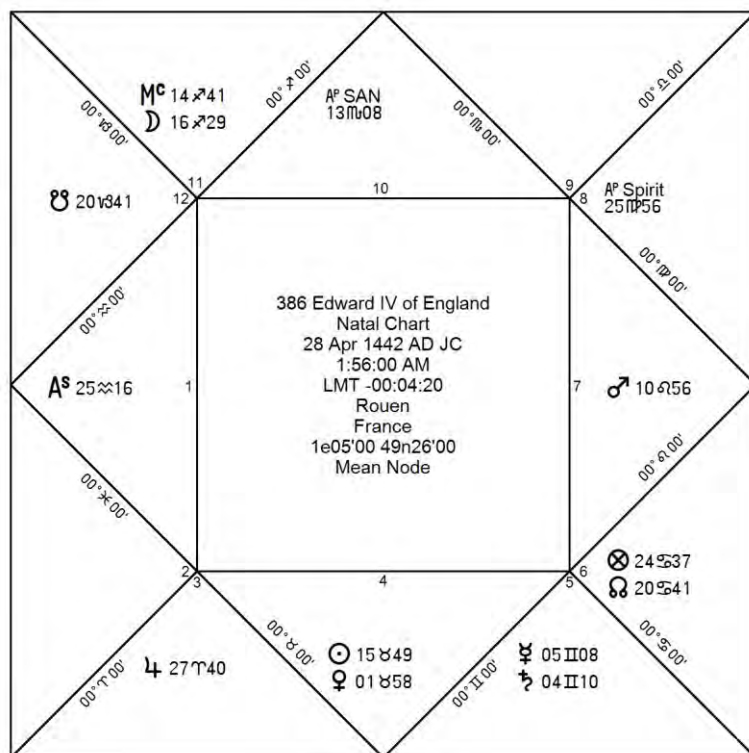 Mc 14♐41
☽ 16♐29
00°♐00'
AP SAN
13♏08
00°♏00'
00°♎00'
00°♑00'
11
12
10
9
8
☋ 20♑41
AP Spirit
25♍56
00°♒00'
00°♍00'
386 Edward IV of England
Natal Chart
28 Apr 1442 AD JC
1:56:00 AM
LMT -00:04:20
Rouen
France
1e05'00 49n26'00
Mean Node
As 25♒16
1
7
♂ 10♌56
00°♓00'
00°♌00'
2
3
4
5
6
⊗ 24♋37
☊ 20♋41
00°♈00'
♃ 27♈40
00°♉00'
☉ 15♉49
♀ 01♉58
00°♊00'
☿ 05♊08
♄ 04♊10
00°♋00'